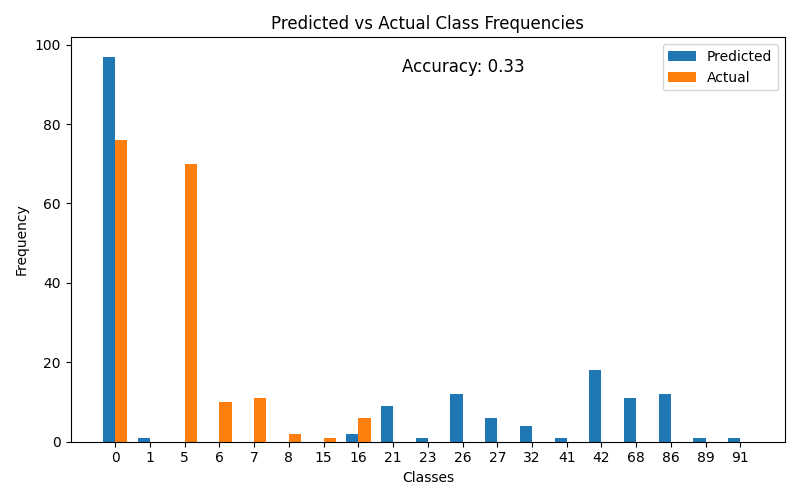 Predicted vs Actual Class Frequencies
Accuracy: 0.33
Predicted
Actual
Frequency
100
80
60
40
20
0
0 1 5 6 7 8 15 16 21 23 26 27 32 41 42 68 86 89 91
Classes